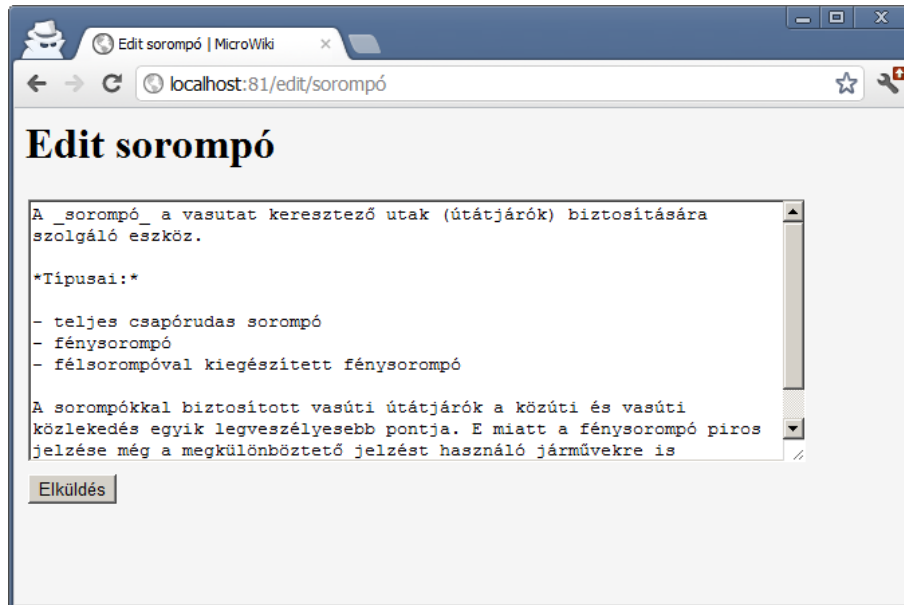 Edit sorompó | MicroWiki
localhost:81/edit/sorompó
Edit sorompó
A _sorompó_ a vasutat keresztező utak (útátjárók) biztosítására
szolgáló eszköz.
*Típusai:*
- teljes csapórudas sorompó
- fénysorompó
- félsorompóval kiegészített fénysorompó
A sorompókkal biztosított vasúti útátjárók a közúti és vasúti
közlekedés egyik legveszélyesebb pontja. E miatt a fénysorompó piros
jelzése még a megkülönböztető jelzést használó járművekre is
Elküldés